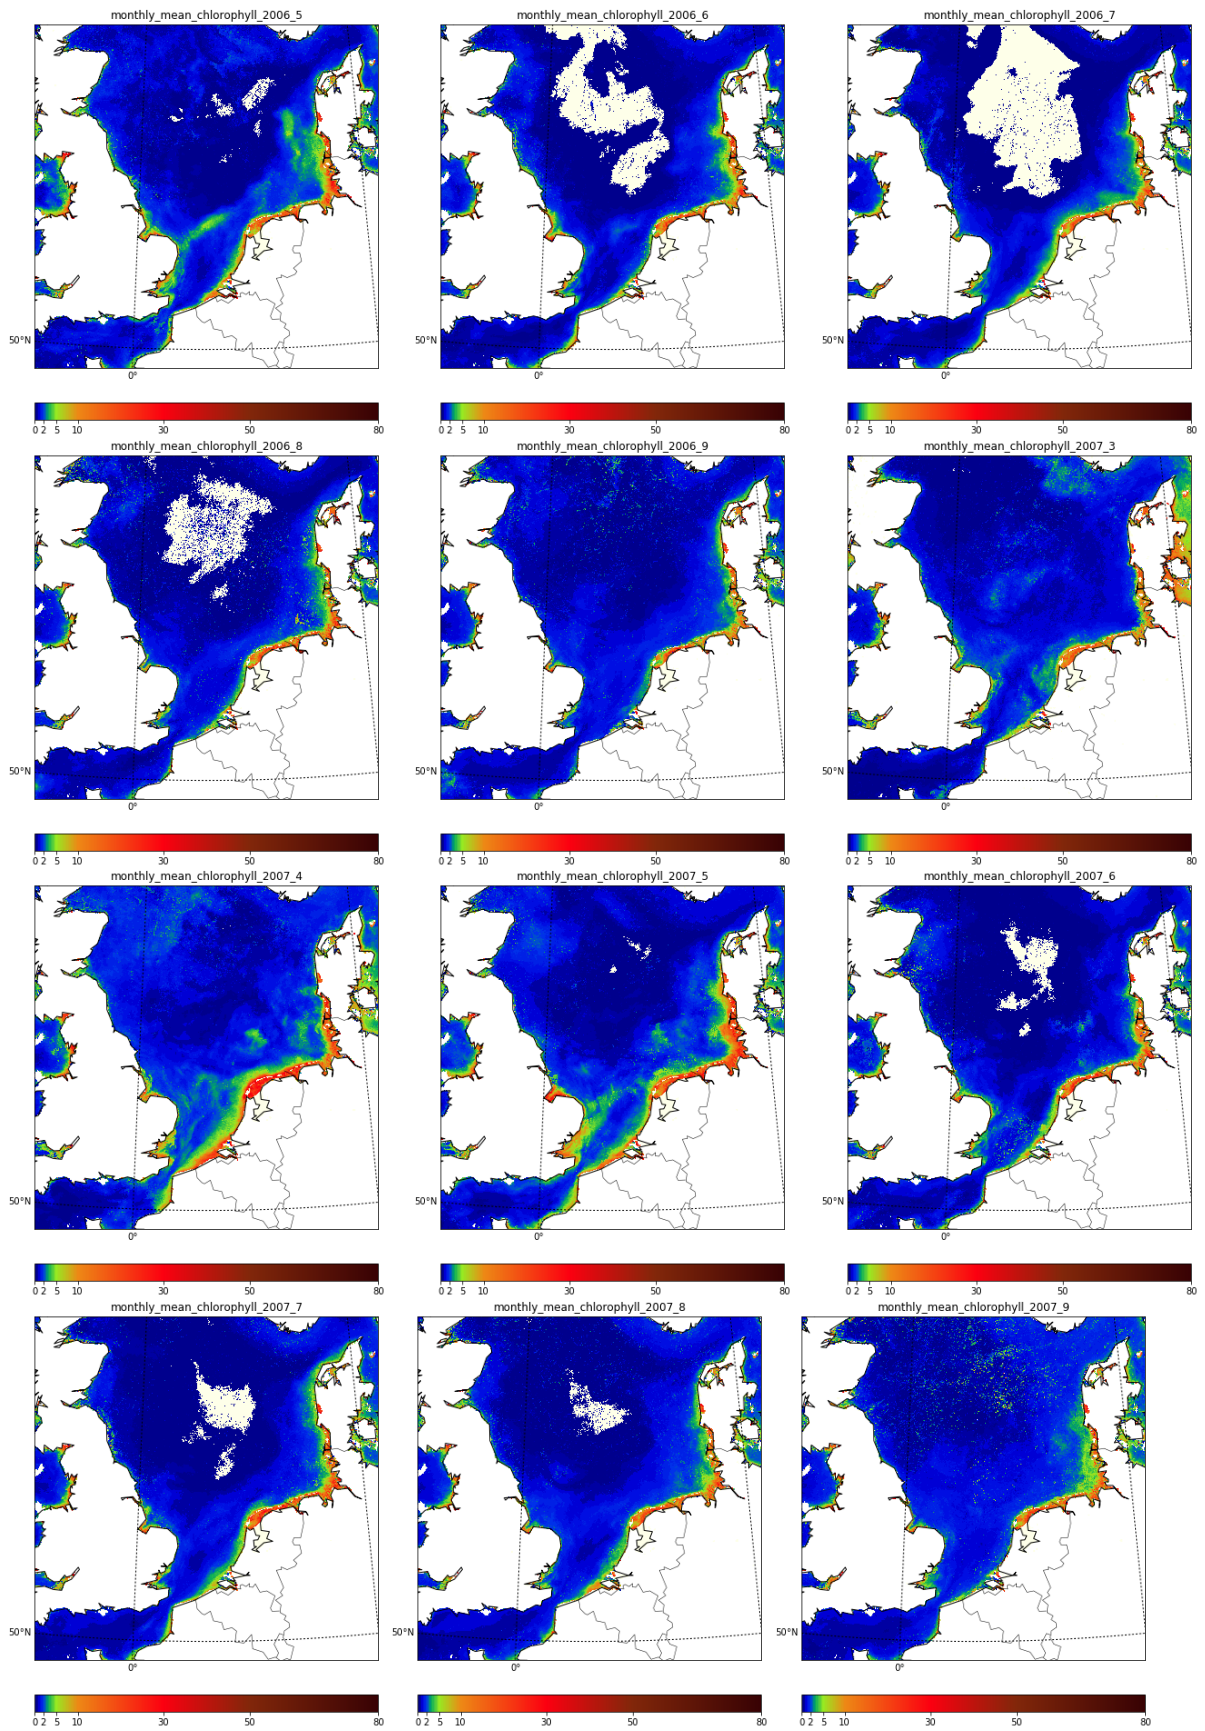 monthly_mean_chlorophyll_2006_5
monthly_mean_chlorophyll_2006_6
monthly_mean_chlorophyll_2006_7
50°N
0°
0°
0°
0 2 5 10 30 50 80
0 2 5 10 30 50 80
0 2 5 10 30 50 80
monthly_mean_chlorophyll_2006_8
monthly_mean_chlorophyll_2006_9
monthly_mean_chlorophyll_2007_3
50°N
50°N
50°N
0°
0°
0°
0 2 5 10 30 50 80
0 2 5 10 30 50 80
0 2 5 10 30 50 80
monthly_mean_chlorophyll_2007_4
monthly_mean_chlorophyll_2007_5
monthly_mean_chlorophyll_2007_6
50°N
50°N
50°N
0°
0°
0°
0 2 5 10 30 50 80
0 2 5 10 30 50 80
0 2 5 10 30 50 80
monthly_mean_chlorophyll_2007_7
monthly_mean_chlorophyll_2007_8
monthly_mean_chlorophyll_2007_9
50°N
0°
0°
0°
0 2 5 10 30 50 80
0 2 5 10 30 50 80
0 2 5 10 30 50 80